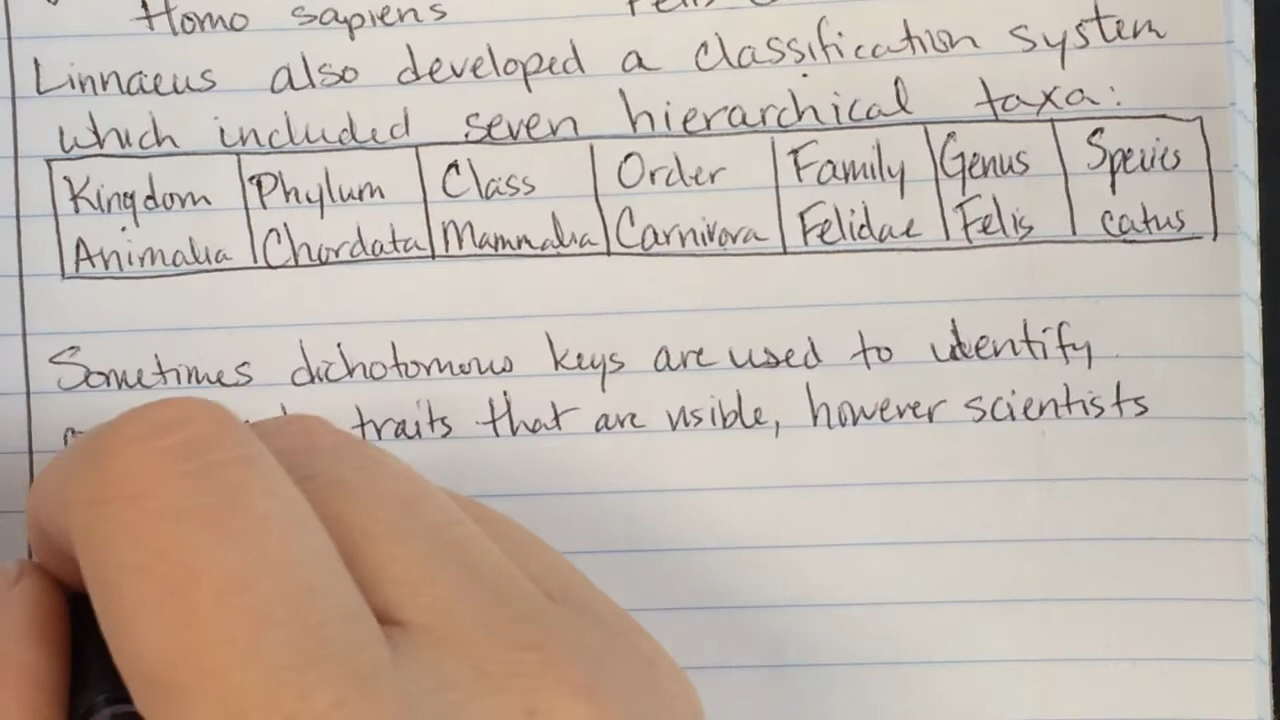 Homo sapiens
Linnaeus also developed a classification system
which included seven hierarchical taxa:
Kingdom Phylum Class Order Family Genus Species
Animalia Chordata Mammalia Carnivora Felidae Felis catus
Sometimes dichotomous keys are used to identify
traits that are visible, however scientists